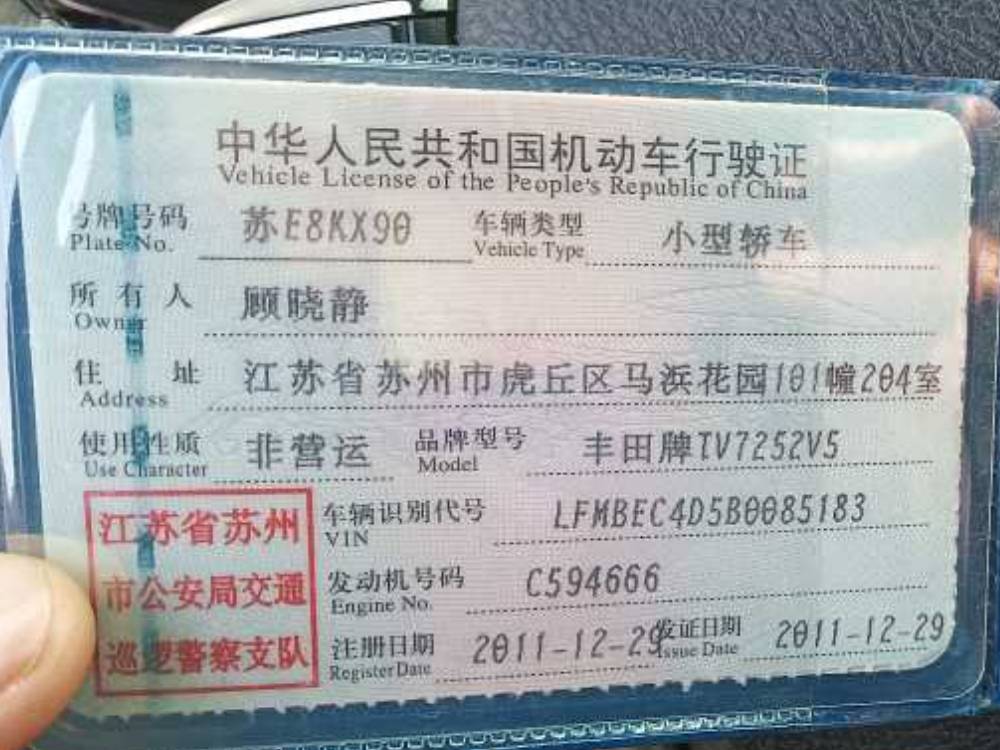 中华人民共和国机动车行驶证
Vehicle License of the People's Republic of China
号牌号码 苏E8KX90 车辆类型 小型轿车
Plate No. Vehicle Type
所有人 顾晓静
Owner
住址 江苏省苏州市虎丘区马浜花园101幢204室
Address
使用性质 非营运 品牌型号 丰田牌TV7252V5
Use Character Model
江苏省苏州
市公安局交通
巡逻警察支队
车辆识别代号 LFMBEC4D5B0085183
VIN
发动机号码 C594666
Engine No.
注册日期 2011-12-29 发证日期 2011-12-29
Register Date Issue Date